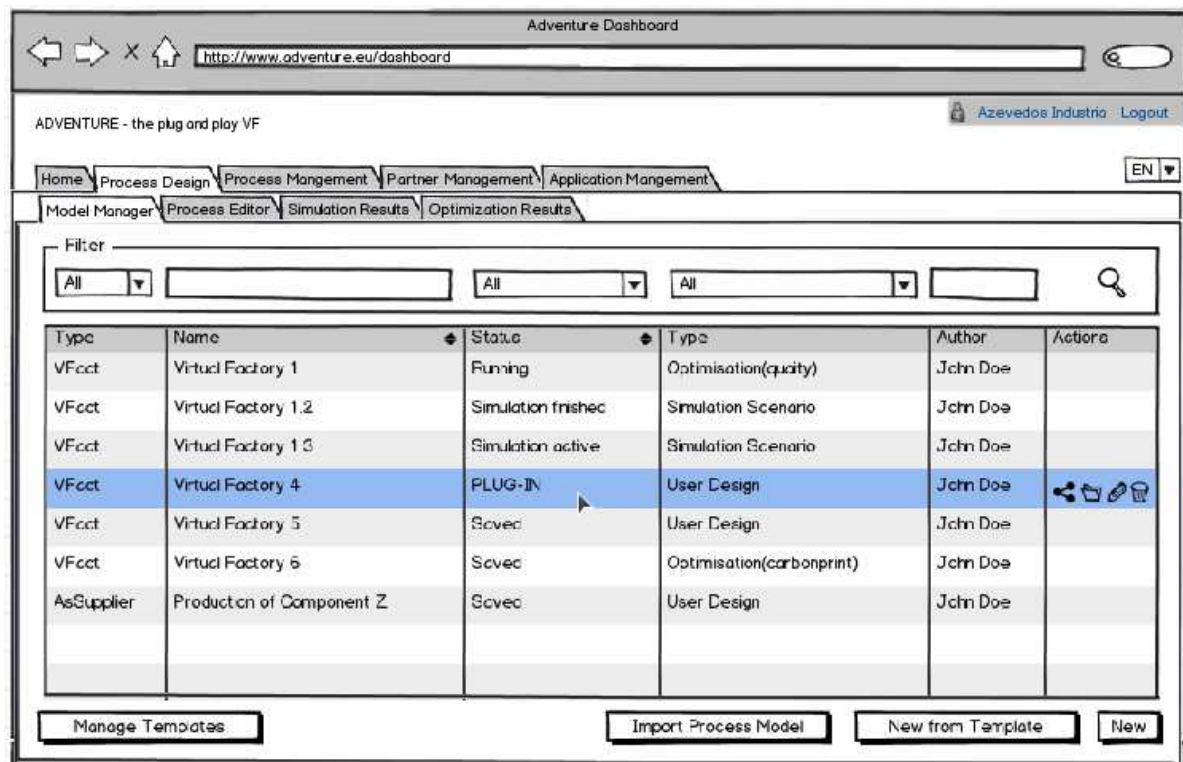 Adventure Dashboard
http://www.adventure.eu/dashboard
Azevedos Industria Logout
ADVENTURE - the plug and play VF
EN
Home Process Design Process Mangement Partner Management Application Mangement
Model Manager Process Editor Simulation Results Optimization Results
Filter
All All All
Type Name Status Type Author Actions
VFact Virtual Factory 1 Running Optimisation(quaity) John Doe
VFact Virtual Factory 1.2 Simulation finished Simulation Scenario John Doe
VFact Virtual Factory 1.3 Simulation active Simulation Scenario John Doe
VFact Virtual Factory 4 PLUG-IN User Design John Doe
VFact Virtual Factory 5 Saved User Design John Doe
VFact Virtual Factory 6 Saved Optimisation(carbonprint) John Doe
AsSupplier Production of Component Z Saved User Design John Doe
Manage Templates Import Process Model New from Template New